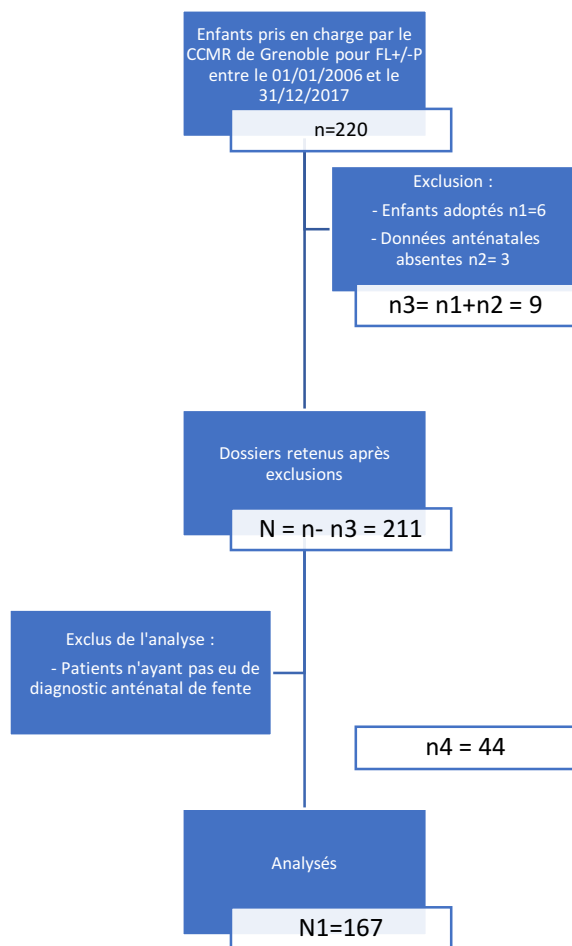 Enfants pris en charge par le
CCMR de Grenoble pour FL+/-P
entre le 01/01/2006 et le
31/12/2017
n=220
Exclusion :
- Enfants adoptés n1=6
- Données anténatales
absentes n2= 3
n3= n1+n2 = 9
Dossiers retenus après
exclusions
N = n- n3 = 211
Exclus de l'analyse :
- Patients n'ayant pas eu de
diagnostic anténatal de fente
n4 = 44
Analysés
N1=167